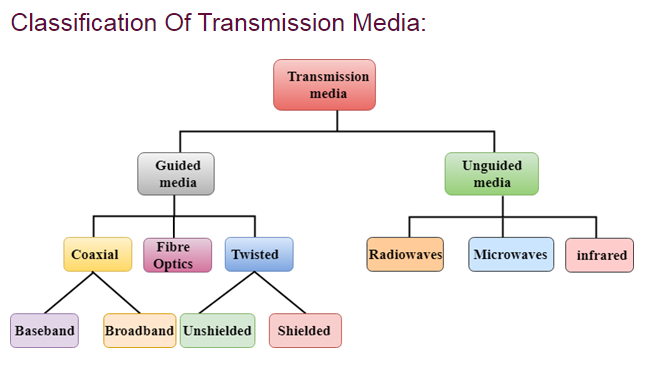 Classification Of Transmission Media:
Transmission
media
Guided
media
Unguided
media
Coaxial
Fibre
Optics
Twisted
Radiowaves
Microwaves
infrared
Baseband
Broadband
Unshielded
Shielded